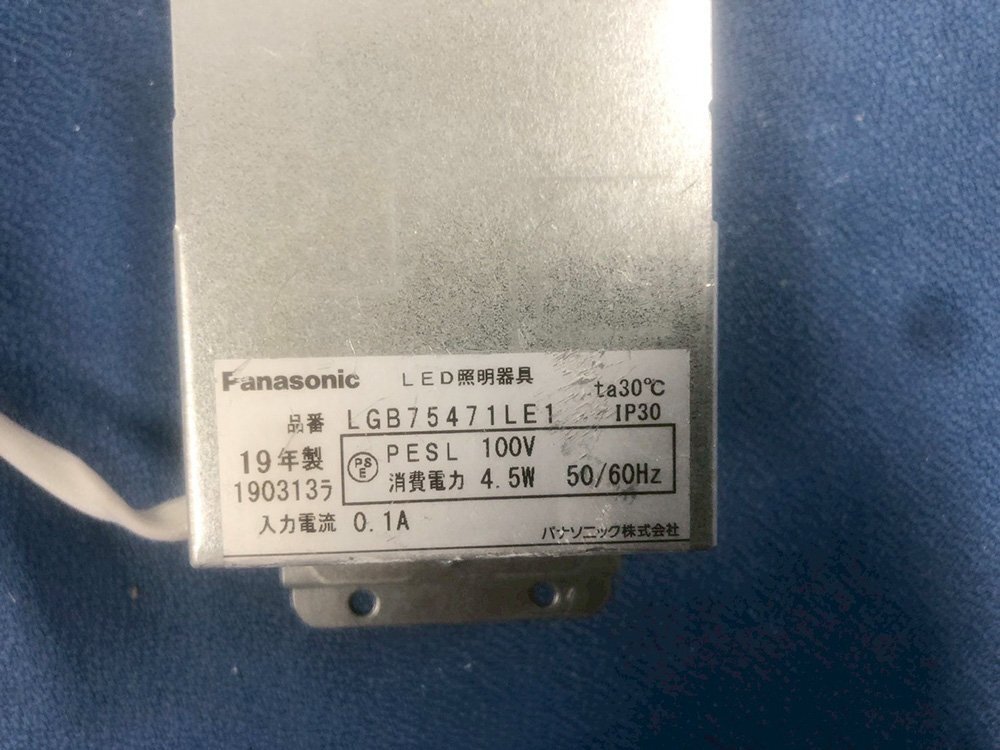 Panasonic LED照明器具 ta30℃
品番 LGB75471LE1 IP30
19年製 PSE PESL 100V
190313ラ 消費電力 4.5W 50/60Hz
入力電流 0.1A パナソニック株式会社